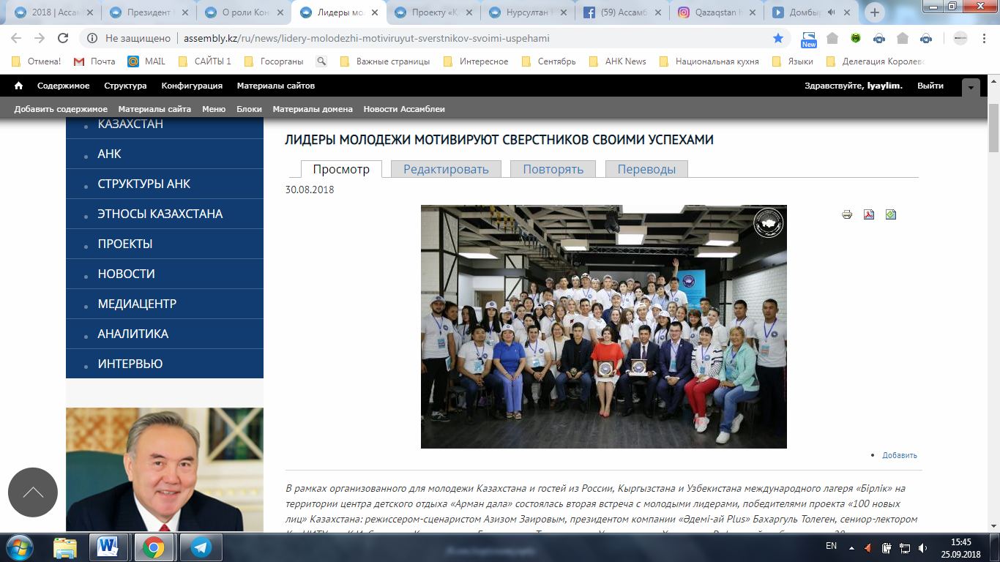 2018 | Ассам
Президент
О роли Кон
Лидеры мо
Проекту «К
Нурсултан Н
(59) Ассамб
Qazaqstan h
Домбы
Не защищено
assembly.kz/ru/news/lidery-molodezhi-motiviruyut-sverstnikov-svoimi-uspehami
New
Отмена!
Почта
MAIL
САЙТЫ 1
Госорганы
Важные страницы
Интересное
Сентябрь
АНК News
Национальная кухня
Языки
Делегация Королевс
Содержимое
Структура
Конфигурация
Материалы сайтов
Здравствуйте, lyaylim.
Выйти
Добавить содержимое
Материалы сайта
Меню
Блоки
Материалы домена
Новости Ассамблеи
КАЗАХСТАН
АНК
СТРУКТУРЫ АНК
ЭТНОСЫ КАЗАХСТАНА
ПРОЕКТЫ
НОВОСТИ
МЕДИАЦЕНТР
АНАЛИТИКА
ИНТЕРВЬЮ
ЛИДЕРЫ МОЛОДЕЖИ МОТИВИРУЮТ СВЕРСТНИКОВ СВОИМИ УСПЕХАМИ
Просмотр
Редактировать
Повторять
Переводы
30.08.2018
Добавить
В рамках организованного для молодежи Казахстана и гостей из России, Кыргызстана и Узбекистана международного лагеря «Бірлік» на
территории центра детского отдыха «Арман дала» состоялась вторая встреча с молодыми лидерами, победителями проекта «100 новых
лиц» Казахстана: режиссером-сценаристом Азизом Заировым, президентом компании «Әдемі-ай Plus» Бахаргуль Толеген, сениор-лектором
EN
15:45
25.09.2018